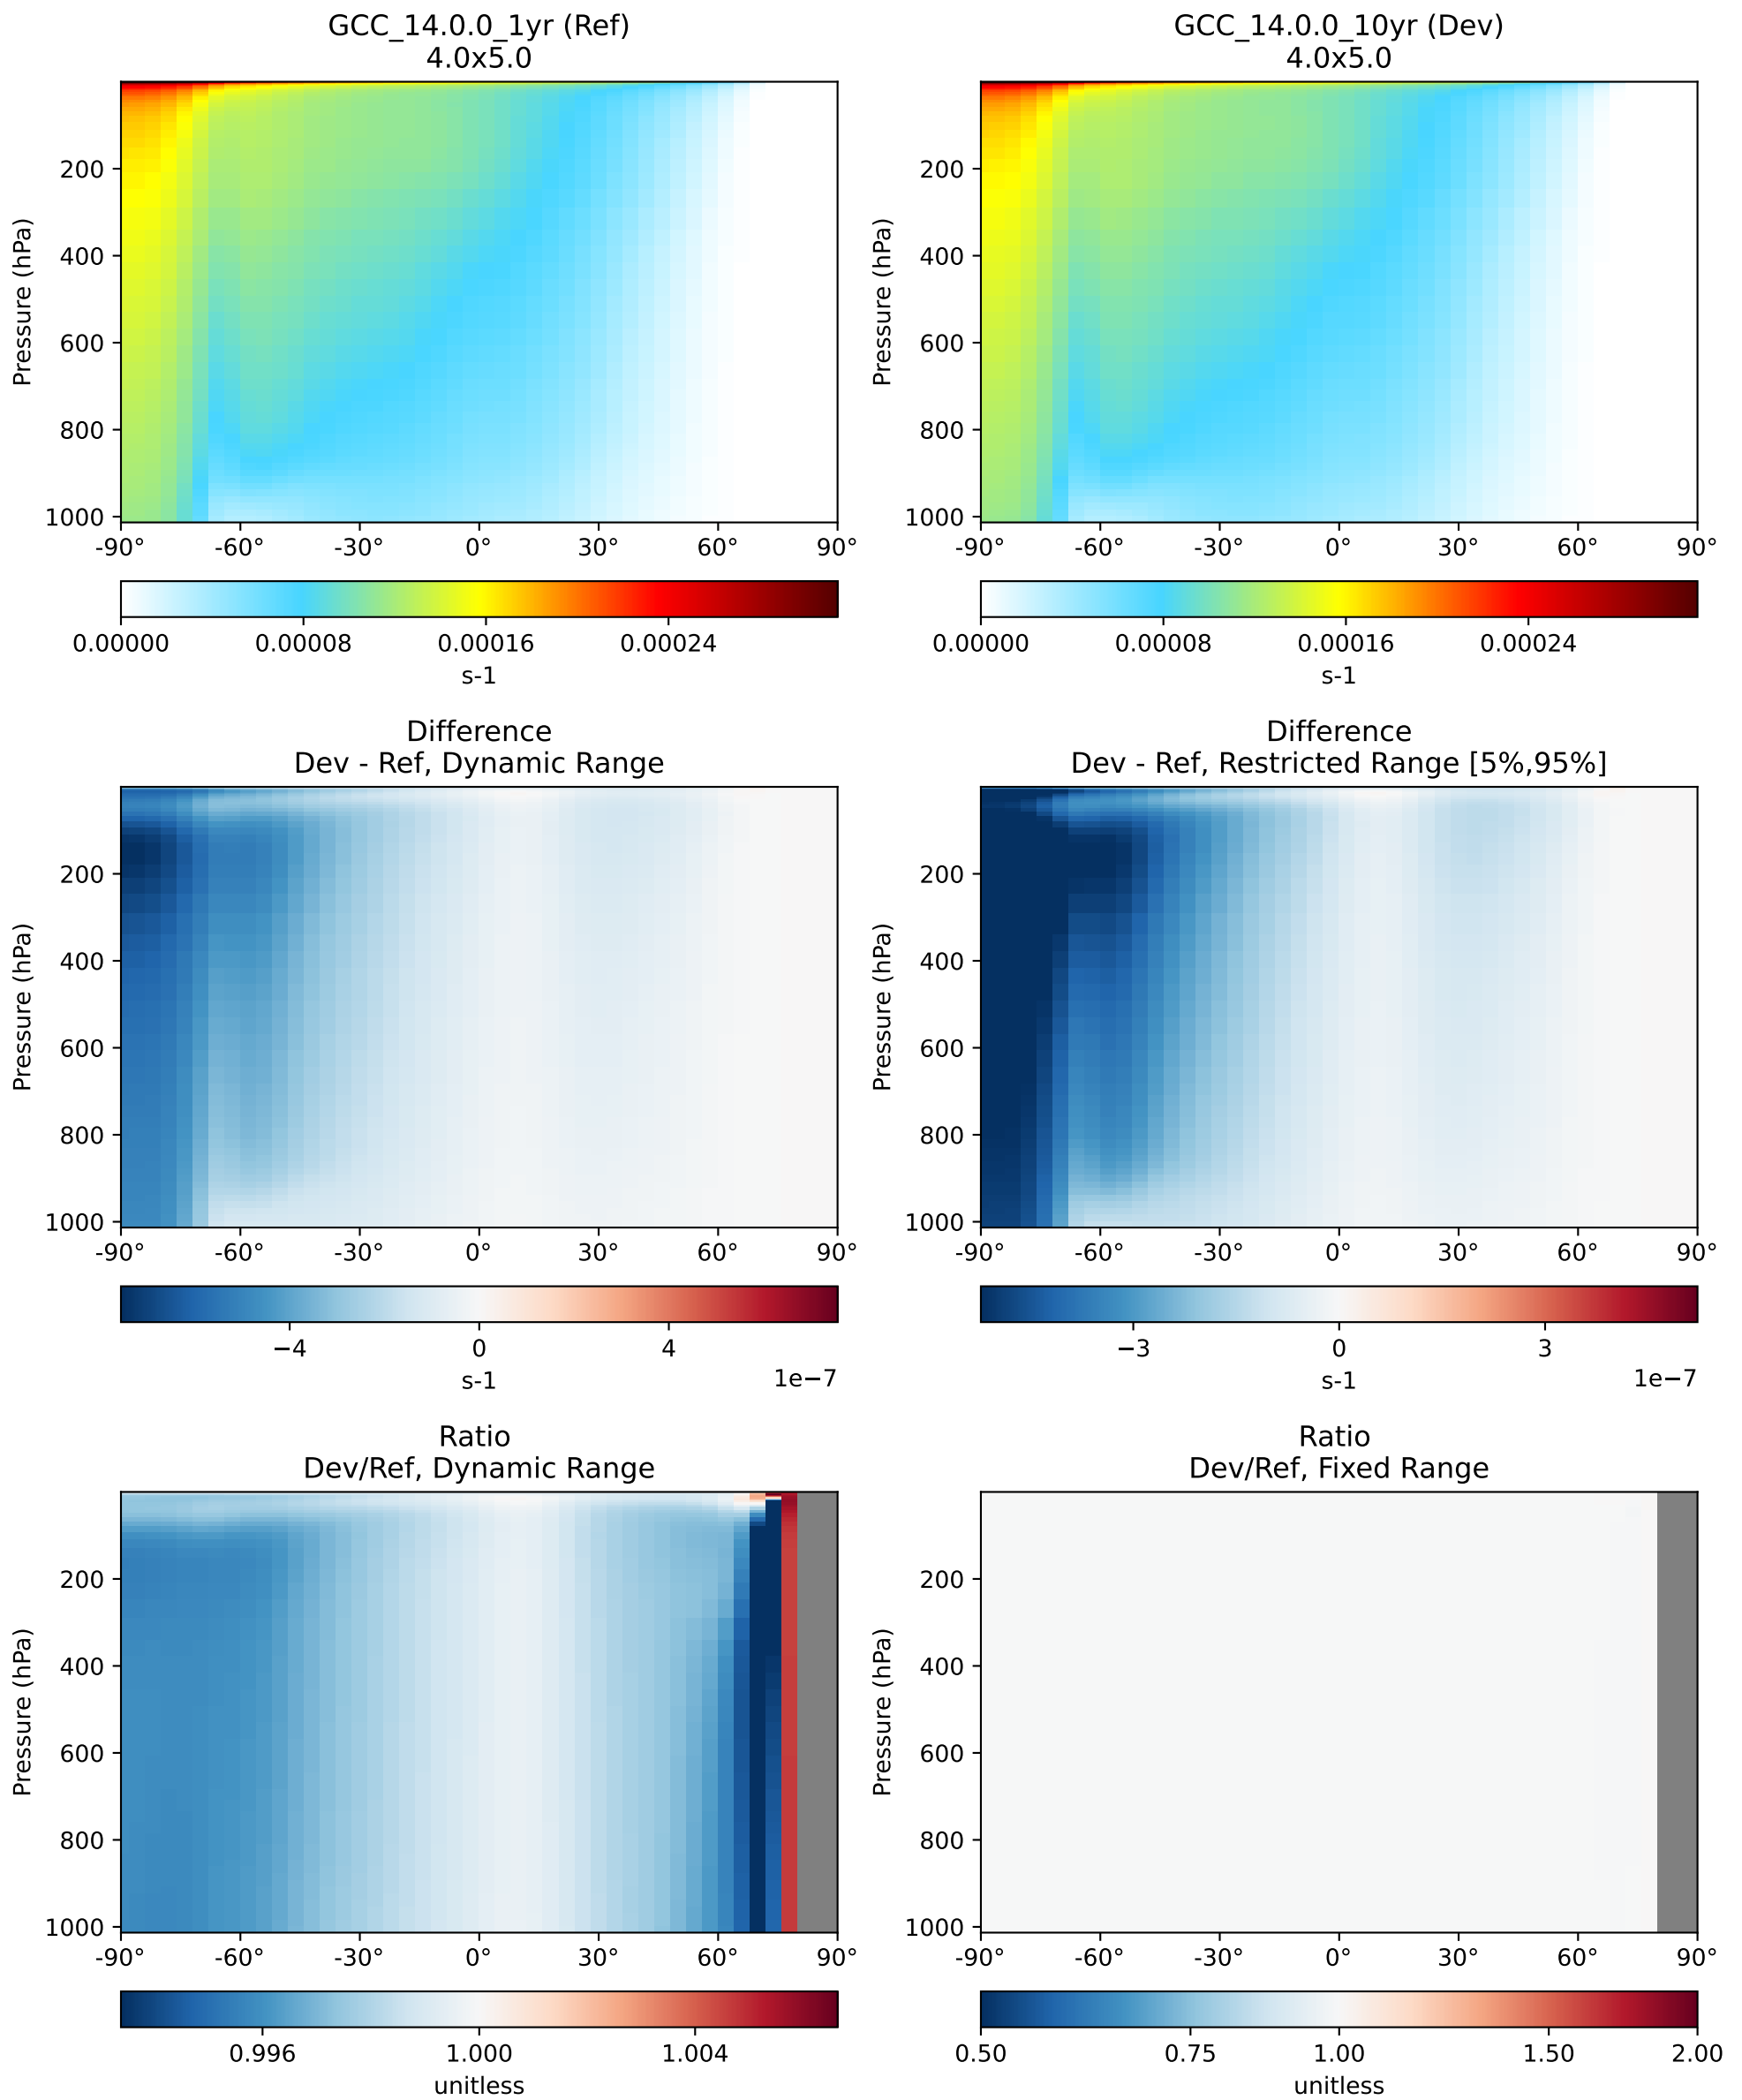 GCC_14.0.0_1yr (Ref)
4.0x5.0
Pressure (hPa)
200
400
600
800
1000
-90° -60° -30° 0° 30° 60° 90°
0.00000 0.00008 0.00016 0.00024
s-1
GCC_14.0.0_10yr (Dev)
4.0x5.0
Pressure (hPa)
200
400
600
800
1000
-90° -60° -30° 0° 30° 60° 90°
0.00000 0.00008 0.00016 0.00024
s-1
Difference
Dev - Ref, Dynamic Range
Pressure (hPa)
200
400
600
800
1000
-90° -60° -30° 0° 30° 60° 90°
−4 0 4
s-1 1e−7
Difference
Dev - Ref, Restricted Range [5%,95%]
Pressure (hPa)
200
400
600
800
1000
-90° -60° -30° 0° 30° 60° 90°
−3 0 3
s-1 1e−7
Ratio
Dev/Ref, Dynamic Range
Pressure (hPa)
200
400
600
800
1000
-90° -60° -30° 0° 30° 60° 90°
0.996 1.000 1.004
unitless
Ratio
Dev/Ref, Fixed Range
Pressure (hPa)
200
400
600
800
1000
-90° -60° -30° 0° 30° 60° 90°
0.50 0.75 1.00 1.50 2.00
unitless